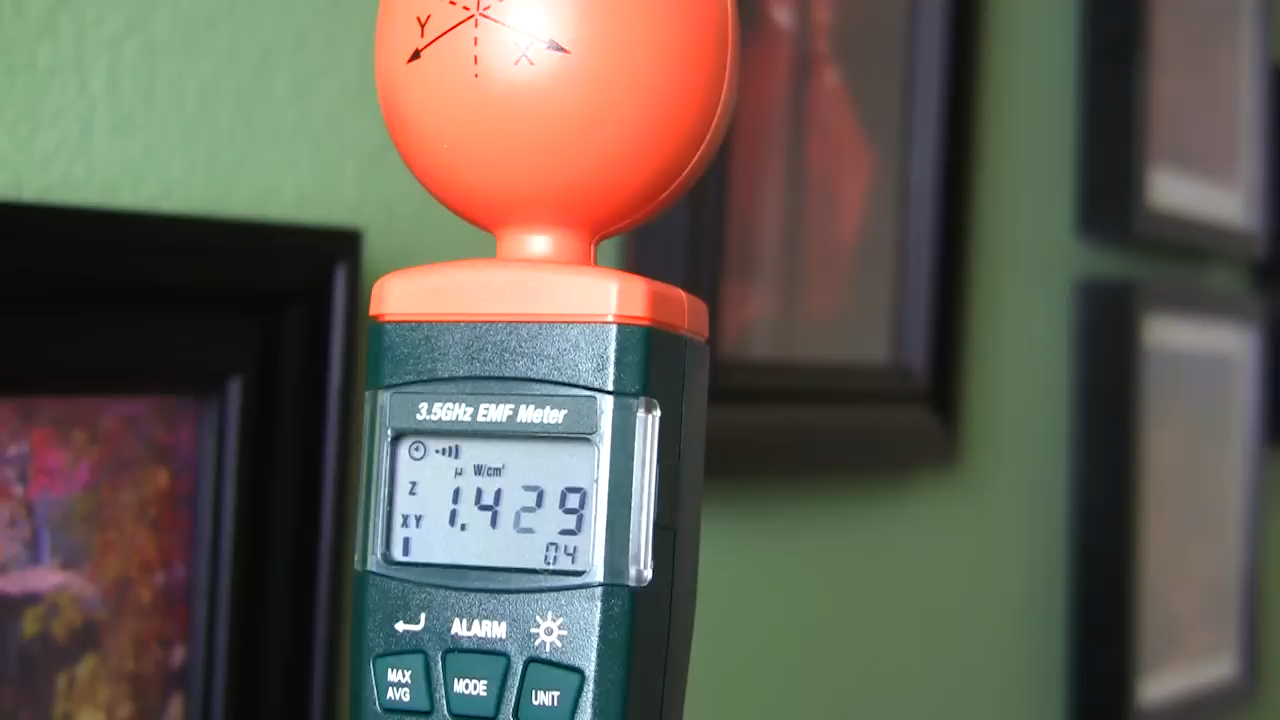 Y
X
3.5GHz EMF Meter
µ W/cm²
Z
1.429
XY
04
ALARM
MAX
AVG
MODE
UNIT